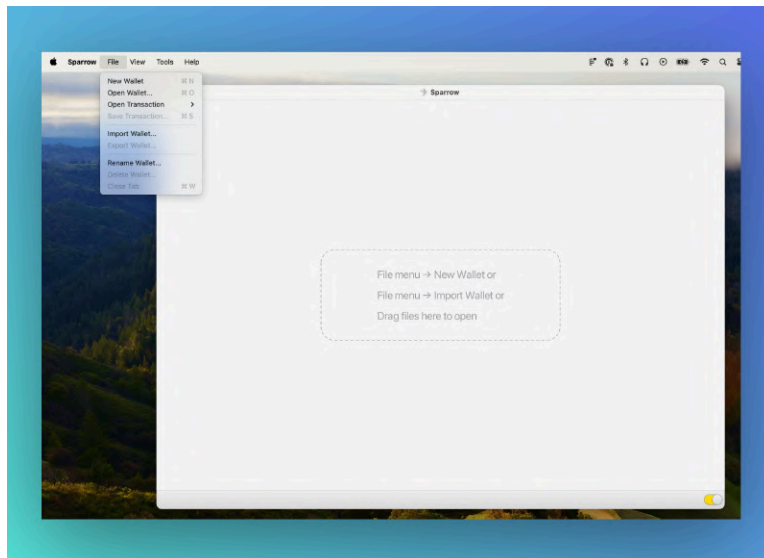 Sparrow File View Tools Help
New Wallet ⌘ N
Open Wallet... ⌘ O
Open Transaction >
Save Transaction... ⌘ S
Import Wallet...
Export Wallet...
Rename Wallet...
Delete Wallet...
Close Tab ⌘ W
Sparrow
File menu → New Wallet or
File menu → Import Wallet or
Drag files here to open